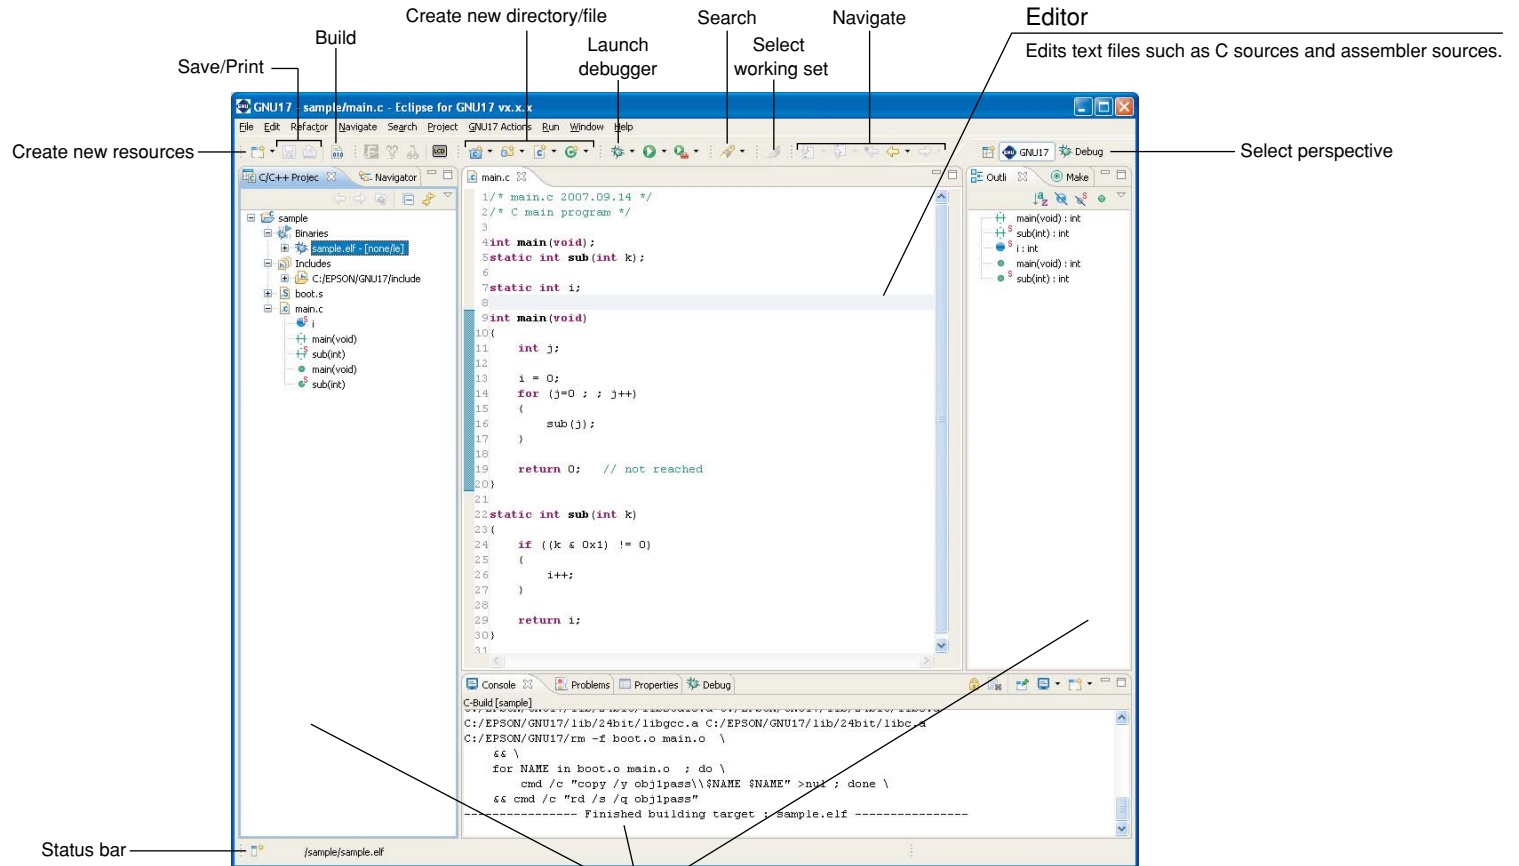 Create new directory/file
Search
Navigate
Editor
Build
Launch debugger
Select working set
Edits text files such as C sources and assembler sources.
Save/Print
GNU17 - sample/main.c - Eclipse for GNU17 vx.x.x
File Edit Refactor Navigate Search Project GNU17 Actions Run Window Help
Create new resources
LCD
GNU17
Debug
Select perspective
C/C++ Projec
Navigator
main.c
Outli
Make
sample
Binaries
sample.elf - [none/le]
Includes
C:/EPSON/GNU17/include
boot.s
main.c
i
main(void)
sub(int)
main(void)
sub(int)
1/* main.c 2007.09.14 */
2/* C main program */
3
4int main(void);
5static int sub(int k);
6
7static int i;
8
9int main(void)
10{
11    int j;
12
13    i = 0;
14    for (j=0 ; ; j++)
15    {
16        sub(j);
17    }
18
19    return 0;   // not reached
20}
21
22static int sub(int k)
23{
24    if ((k & 0x1) != 0)
25    {
26        i++;
27    }
28
29    return i;
30}
31
main(void) : int
sub(int) : int
i : int
main(void) : int
sub(int) : int
Console
Problems
Properties
Debug
C-Build [sample]
C:/EPSON/GNU17/lib/24bit/libgcc.a C:/EPSON/GNU17/lib/24bit/libc.a
C:/EPSON/GNU17/rm -f boot.o main.o  \
&& \
for NAME in boot.o main.o  ; do \
cmd /c "copy /y obj1pass\\$NAME $NAME" >nul ; done \
&& cmd /c "rd /s /q obj1pass"
---------------- Finished building target : sample.elf ----------------
Status bar
/sample/sample.elf